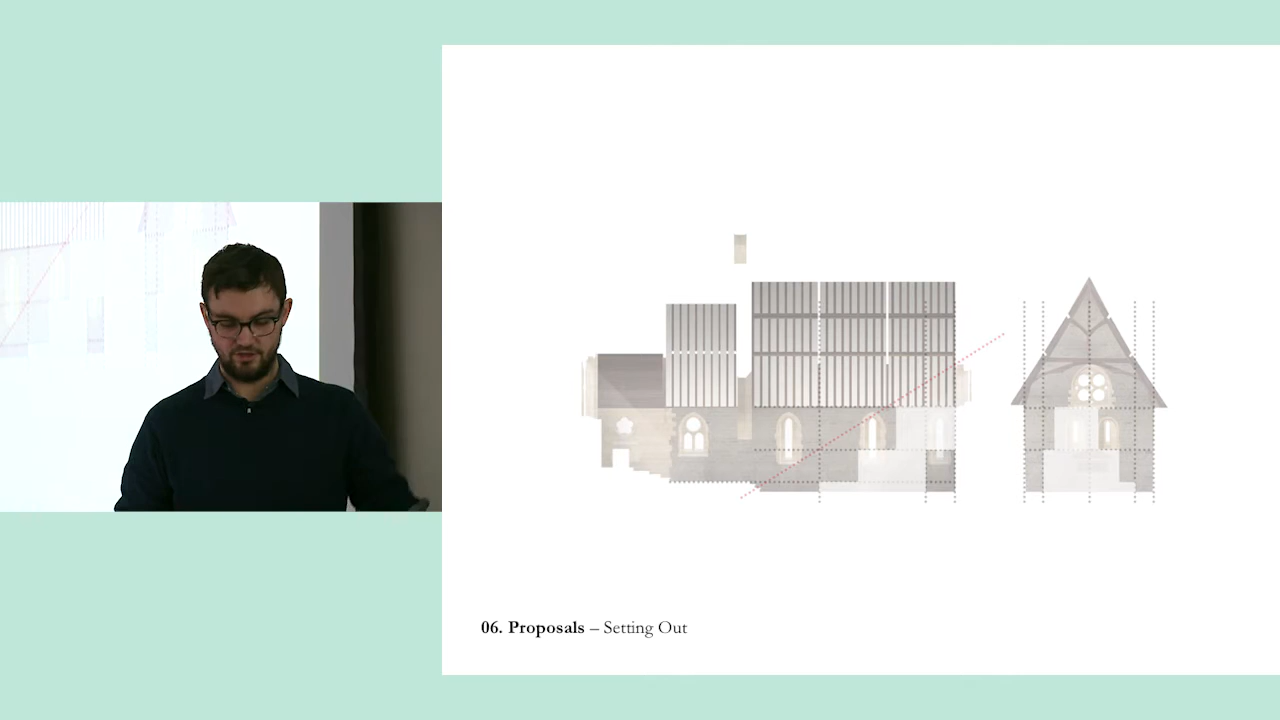 06. Proposals – Setting Out